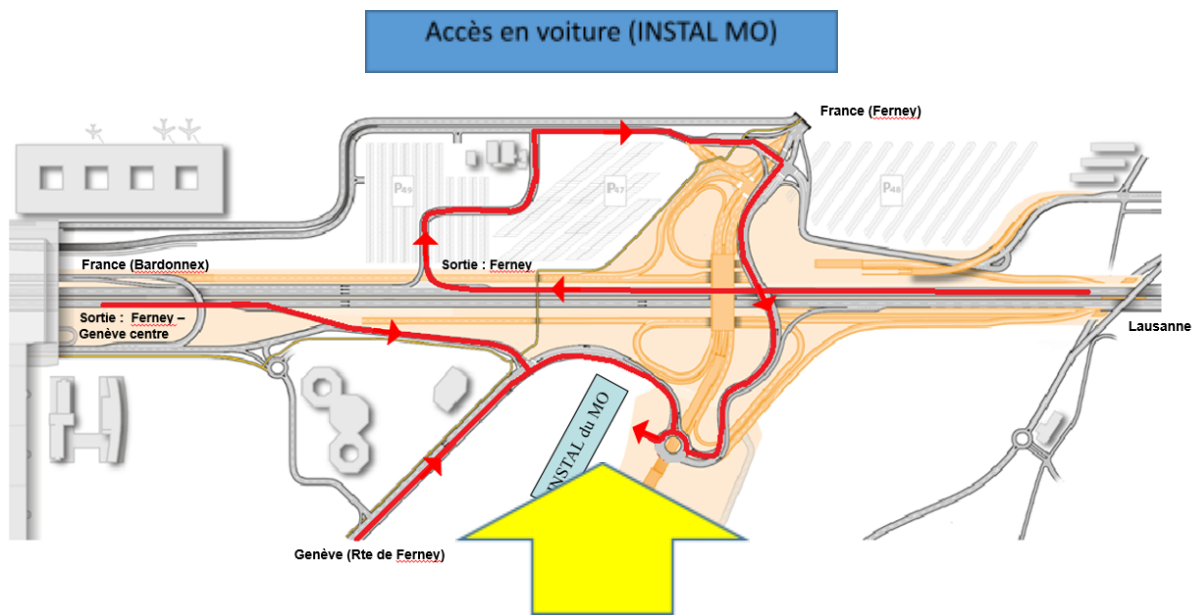 Accès en voiture (INSTAL MO)
France (Ferney)
P49
P47
P48
France (Bardonnex)
Sortie : Ferney
Sortie : Ferney –
Genève centre
Lausanne
INSTAL du MO
Genève (Rte de Ferney)